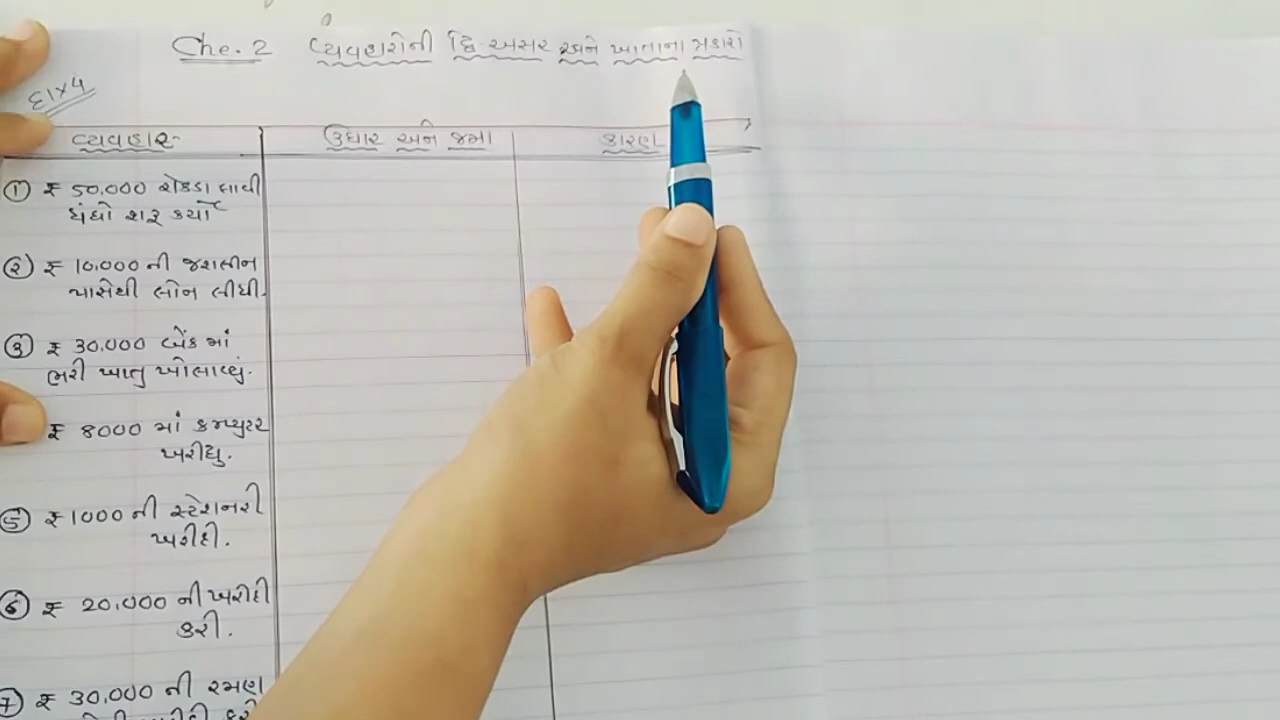 Che. 2 વ્યવહારોની દ્વિ-અસર અને ખાતાના પ્રકારો
દા૪
વ્યવહાર- ઉધાર અને જમા કારણ
① ₹ 50,000 રોકડા લાવી
ધંધો શરૂ કર્યો
② ₹ 10,000 ની જશલીન
પાસેથી લોન લીધી.
③ ₹ 30,000 બેંક માં
ભરી ખાતુ ખોલાવ્યું.
₹ 8000 માં કમ્પ્યુટર
ખરીદ્યુ.
⑤ ₹ 1000 ની સ્ટેશનરી
ખરીદી.
⑥ ₹ 20,000 ની ખરીદી
કરી.
⑦ ₹ 30,000 ની રમણ